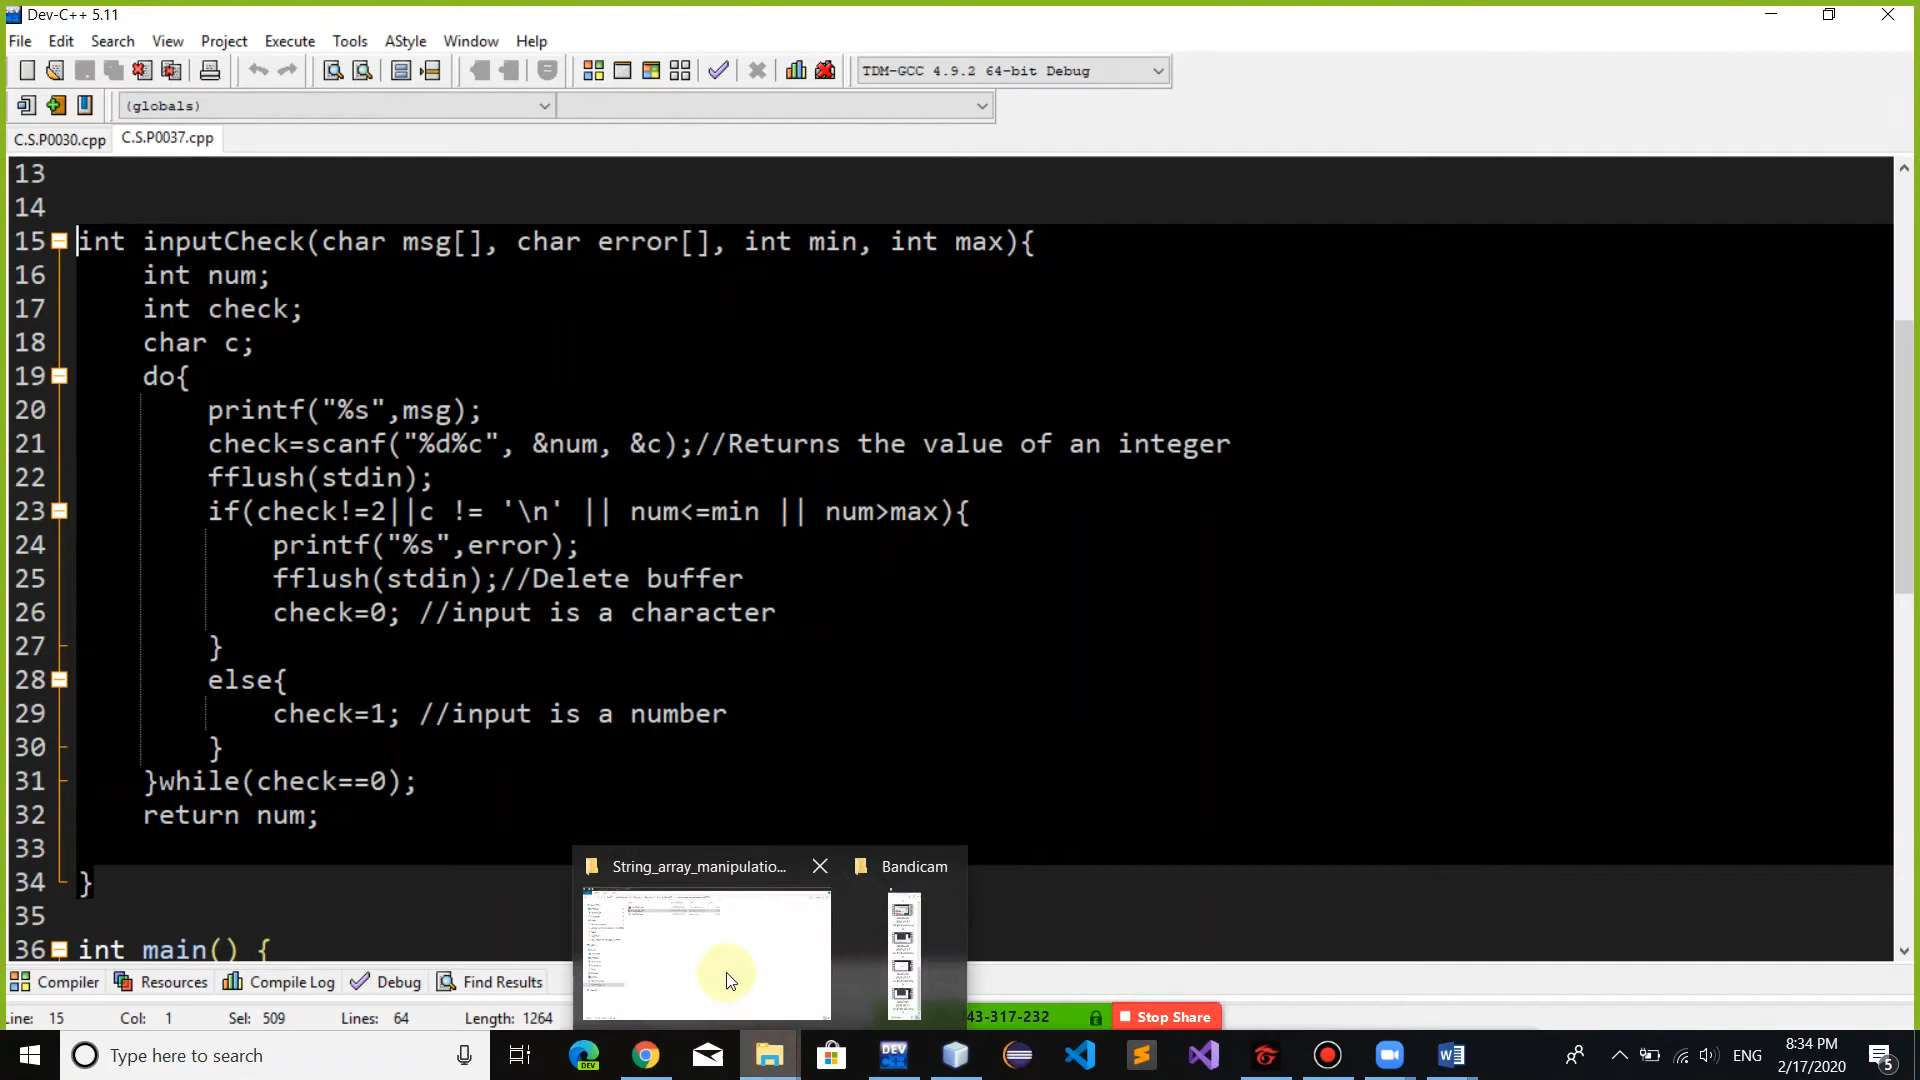 Dev-C++ 5.11
File Edit Search View Project Execute Tools AStyle Window Help
TDM-GCC 4.9.2 64-bit Debug
(globals)
C.S.P0030.cpp C.S.P0037.cpp
13
14
15 int inputCheck(char msg[], char error[], int min, int max){
16 int num;
17 int check;
18 char c;
19 do{
20 printf("%s",msg);
21 check=scanf("%d%c", &num, &c);//Returns the value of an integer
22 fflush(stdin);
23 if(check!=2||c != '\n' || num<=min || num>max){
24 printf("%s",error);
25 fflush(stdin);//Delete buffer
26 check=0; //input is a character
27 }
28 else{
29 check=1; //input is a number
30 }
31 }while(check==0);
32 return num;
33
34 }
35
36 int main() {
String_array_manipulatio... Bandicam
Compiler Resources Compile Log Debug Find Results
Line: 15 Col: 1 Sel: 509 Lines: 64 Length: 1264
43-317-232 Stop Share
Type here to search
DEV
DEV
ENG
8:34 PM
2/17/2020
5